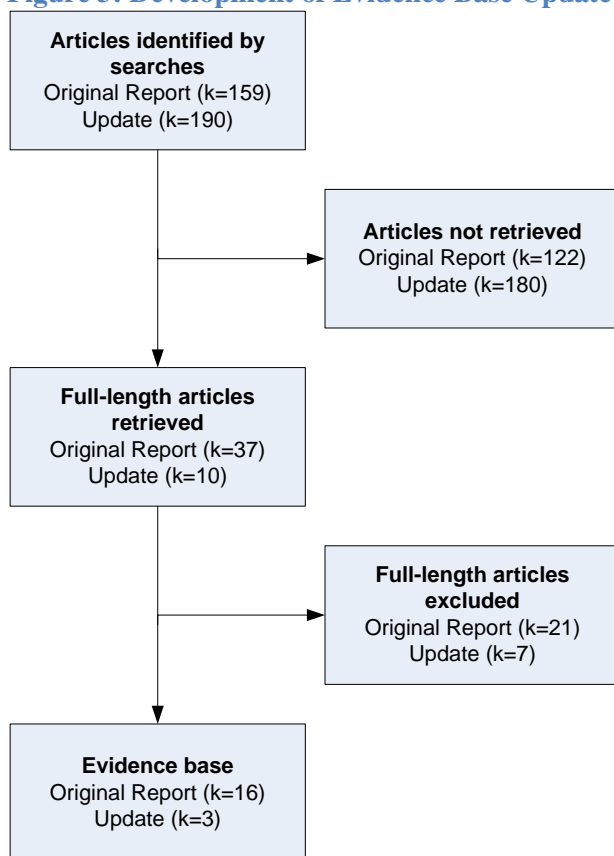 Figure 3. Development of Evidence Base Update
Articles identified by
searches
Original Report (k=159)
Update (k=190)
Articles not retrieved
Original Report (k=122)
Update (k=180)
Full-length articles
retrieved
Original Report (k=37)
Update (k=10)
Full-length articles
excluded
Original Report (k=21)
Update (k=7)
Evidence base
Original Report (k=16)
Update (k=3)